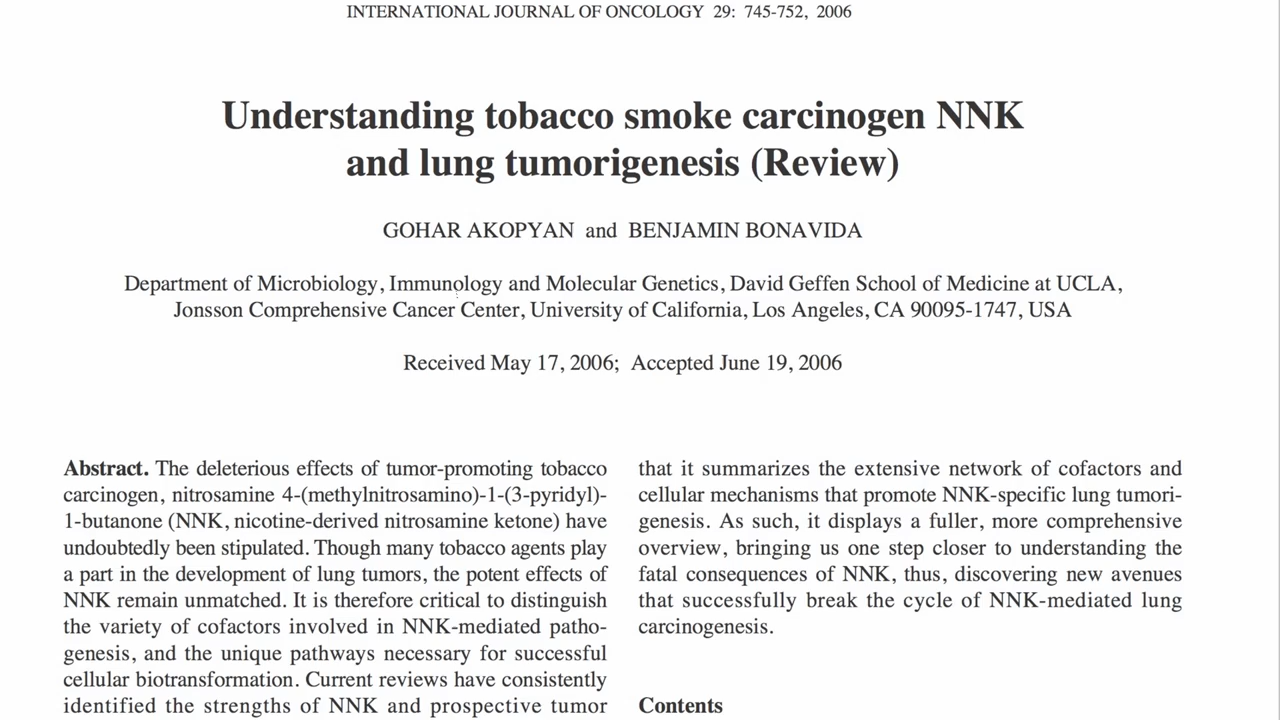 INTERNATIONAL JOURNAL OF ONCOLOGY 29: 745-752, 2006
Understanding tobacco smoke carcinogen NNK
and lung tumorigenesis (Review)
GOHAR AKOPYAN and BENJAMIN BONAVIDA
Department of Microbiology, Immunology and Molecular Genetics, David Geffen School of Medicine at UCLA,
Jonsson Comprehensive Cancer Center, University of California, Los Angeles, CA 90095-1747, USA
Received May 17, 2006; Accepted June 19, 2006
Abstract. The deleterious effects of tumor-promoting tobacco
carcinogen, nitrosamine 4-(methylnitrosamino)-1-(3-pyridyl)-
1-butanone (NNK, nicotine-derived nitrosamine ketone) have
undoubtedly been stipulated. Though many tobacco agents play
a part in the development of lung tumors, the potent effects of
NNK remain unmatched. It is therefore critical to distinguish
the variety of cofactors involved in NNK-mediated patho-
genesis, and the unique pathways necessary for successful
cellular biotransformation. Current reviews have consistently
identified the strengths of NNK and prospective tumor
that it summarizes the extensive network of cofactors and
cellular mechanisms that promote NNK-specific lung tumori-
genesis. As such, it displays a fuller, more comprehensive
overview, bringing us one step closer to understanding the
fatal consequences of NNK, thus, discovering new avenues
that successfully break the cycle of NNK-mediated lung
carcinogenesis.
Contents